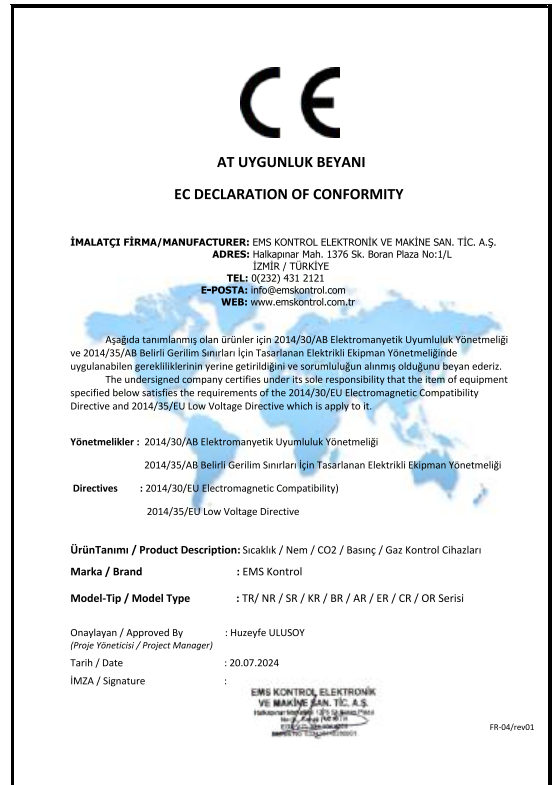 CE
AT UYGUNLUK BEYANI
EC DECLARATION OF CONFORMITY
İMALATÇI FİRMA/MANUFACTURER: EMS KONTROL ELEKTRONİK VE MAKİNE SAN. TİC. A.Ş.
ADRES: Halkapınar Mah. 1376 Sk. Boran Plaza No:1/L
İZMİR / TÜRKİYE
TEL: 0(232) 431 2121
E-POSTA: info@emskontrol.com
WEB: www.emskontrol.com.tr
Aşağıda tanımlanmış olan ürünler için 2014/30/AB Elektromanyetik Uyumluluk Yönetmeliği
ve 2014/35/AB Belirli Gerilim Sınırları İçin Tasarlanan Elektrikli Ekipman Yönetmeliğinde
uygulanabilen gerekliliklerinin yerine getirildiğini ve sorumluluğun alınmış olduğunu beyan ederiz.
The undersigned company certifies under its sole responsibility that the item of equipment
specified below satisfies the requirements of the 2014/30/EU Electromagnetic Compatibility
Directive and 2014/35/EU Low Voltage Directive which is apply to it.
Yönetmelikler : 2014/30/AB Elektromanyetik Uyumluluk Yönetmeliği
2014/35/AB Belirli Gerilim Sınırları İçin Tasarlanan Elektrikli Ekipman Yönetmeliği
Directives : 2014/30/EU Electromagnetic Compatibility)
2014/35/EU Low Voltage Directive
ÜrünTanımı / Product Description: Sıcaklık / Nem / CO2 / Basınç / Gaz Kontrol Cihazları
Marka / Brand : EMS Kontrol
Model-Tip / Model Type : TR/ NR / SR / KR / BR / AR / ER / CR / OR Serisi
Onaylayan / Approved By : Huzeyfe ULUSOY
(Proje Yöneticisi / Project Manager)
Tarih / Date : 20.07.2024
İMZA / Signature :
EMS KONTROL ELEKTRONİK
VE MAKİNE SAN. TİC. A.Ş.
FR-04/rev01